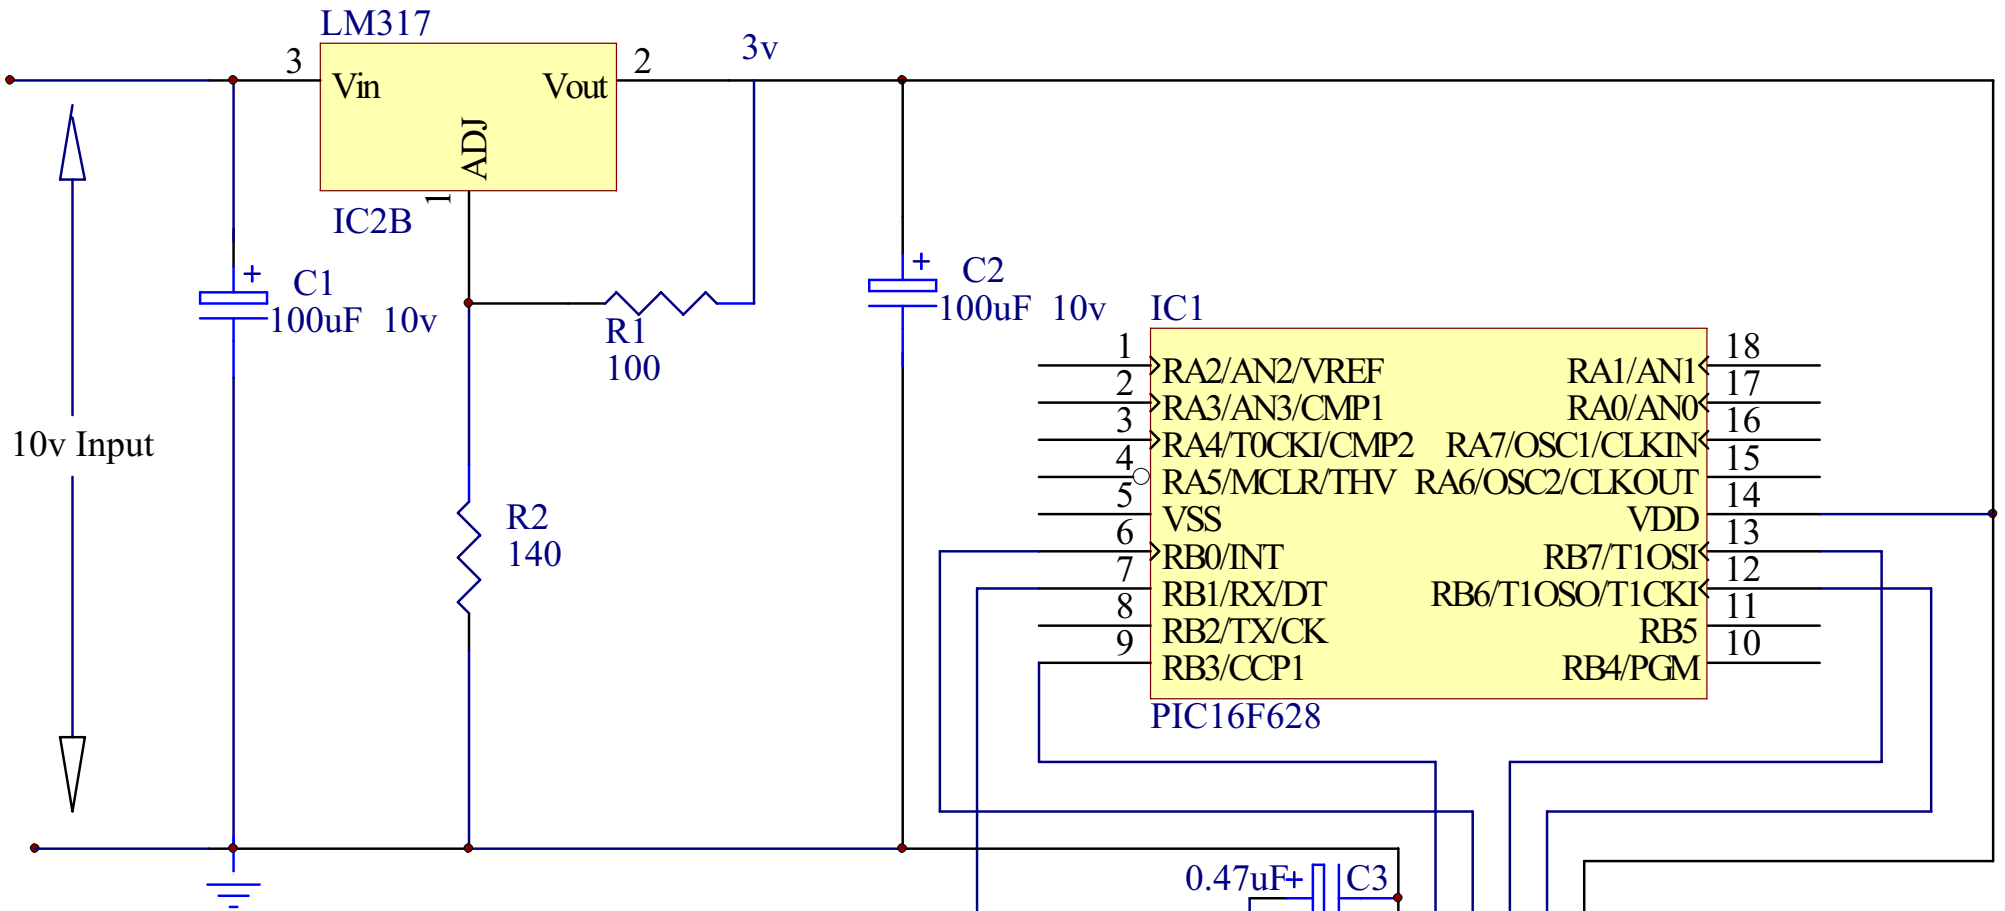 LM317
3
2
3v
Vin
Vout
ADJ
1
IC2B
C1
100uF 10v
R1
100
C2
100uF 10v
10v Input
R2
140
IC1
1
RA2/AN2/VREF
RA1/AN1
18
2
RA3/AN3/CMP1
RA0/AN0
17
3
RA4/T0CKI/CMP2
RA7/OSC1/CLKIN
16
4
RA5/MCLR/THV
RA6/OSC2/CLKOUT
15
5
VSS
VDD
14
6
RB0/INT
RB7/T1OSI
13
7
RB1/RX/DT
RB6/T1OSO/T1CKI
12
8
RB2/TX/CK
RB5
11
9
RB3/CCP1
RB4/PGM
10
PIC16F628
0.47uF+
C3